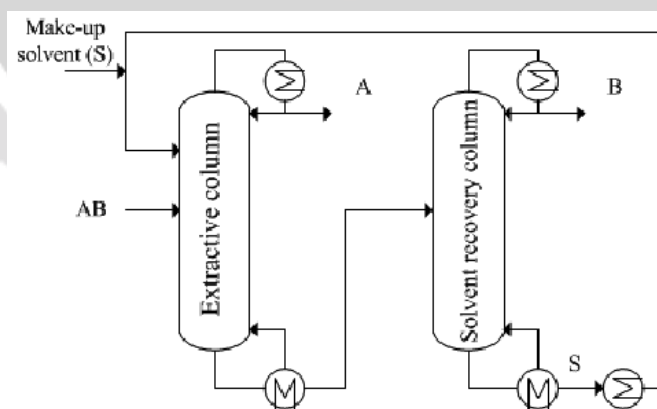 Make-up
solvent (S)
A
B
Extractive column
Solvent recovery column
AB
S